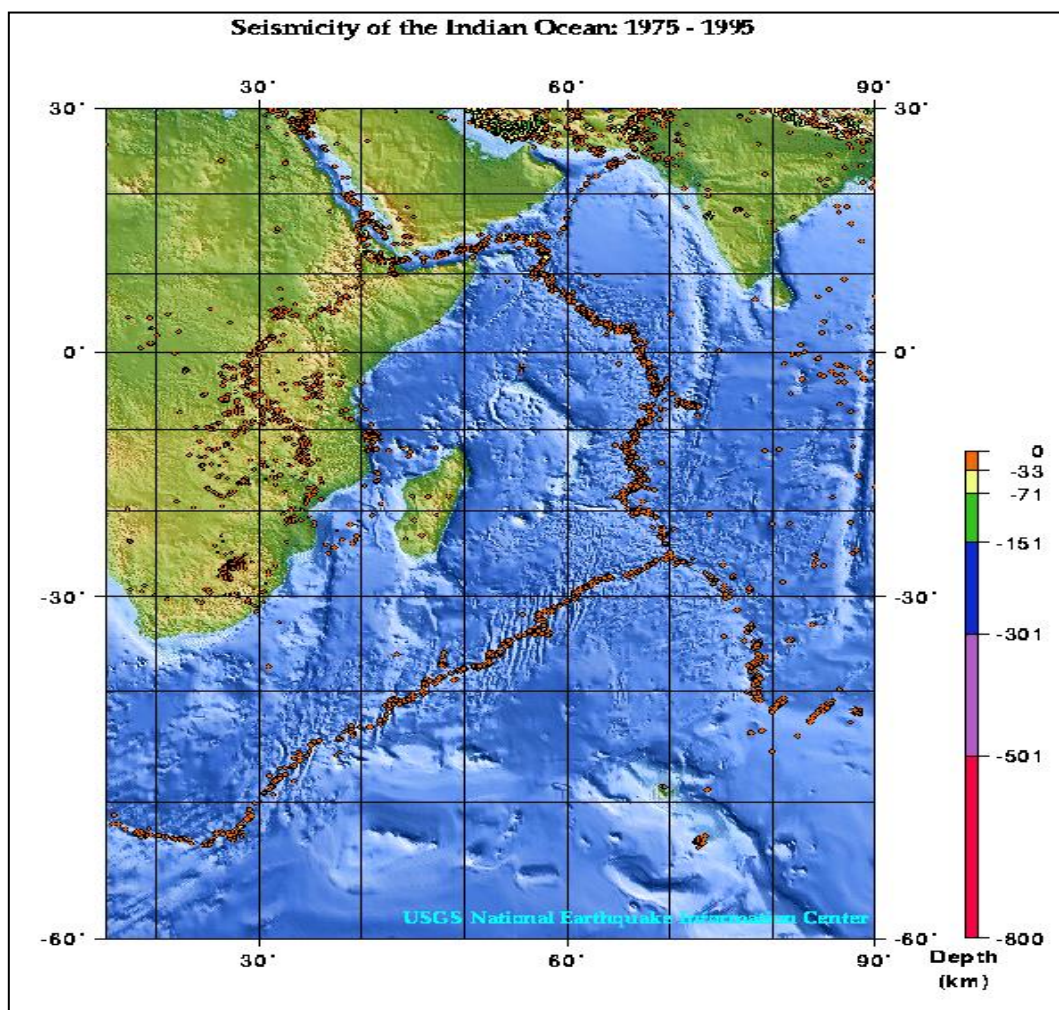 Seismicity of the Indian Ocean: 1975 - 1995
30° 60° 90°
30° 30°
0° 0°
-30° -30°
-60° -60°
30° 60° 90°
USGS National Earthquake Information Center
0
-33
-71
-151
-301
-501
-800
Depth
(km)